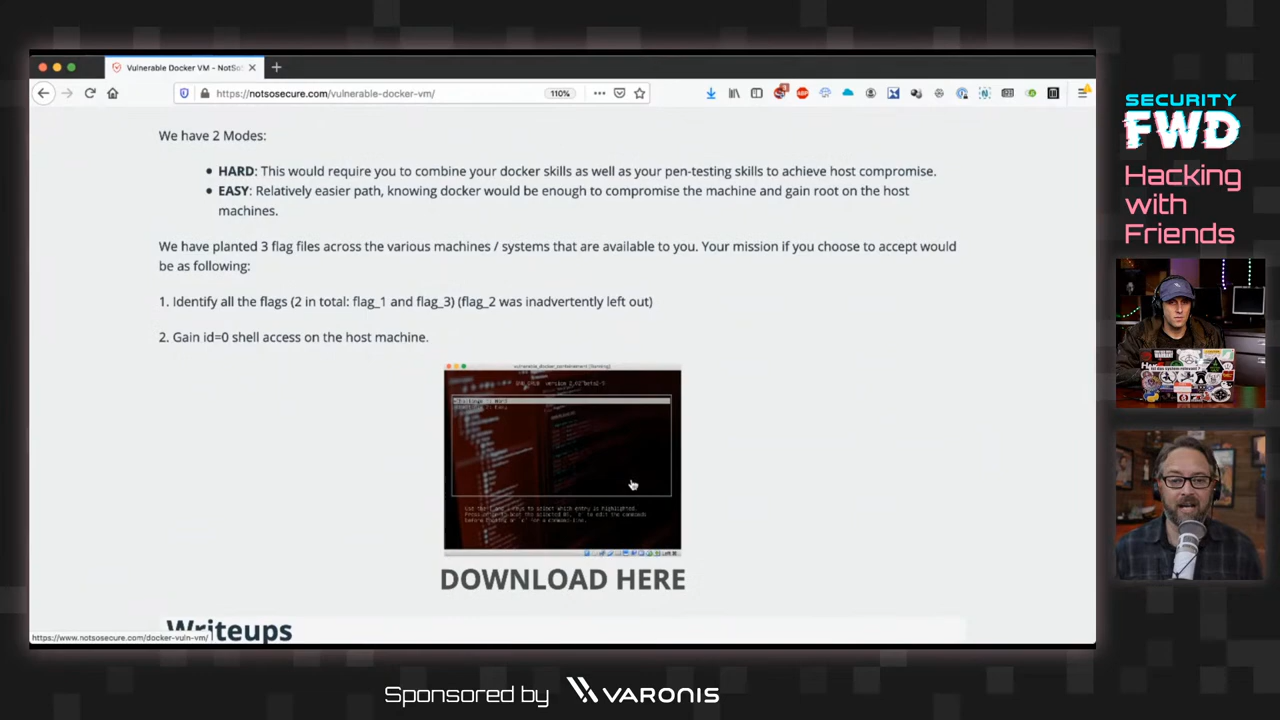 Vulnerable Docker VM - NotSoS
https://notsosecure.com/vulnerable-docker-vm/
110%
We have 2 Modes:
HARD: This would require you to combine your docker skills as well as your pen-testing skills to achieve host compromise.
EASY: Relatively easier path, knowing docker would be enough to compromise the machine and gain root on the host
machines.
We have planted 3 flag files across the various machines / systems that are available to you. Your mission if you choose to accept would
be as following:
1. Identify all the flags (2 in total: flag_1 and flag_3) (flag_2 was inadvertently left out)
2. Gain id=0 shell access on the host machine.
DOWNLOAD HERE
Writeups
https://www.notsosecure.com/docker-vuln-vm/
SECURITY
FWD
Hacking
with
Friends
Sponsored by VARONIS